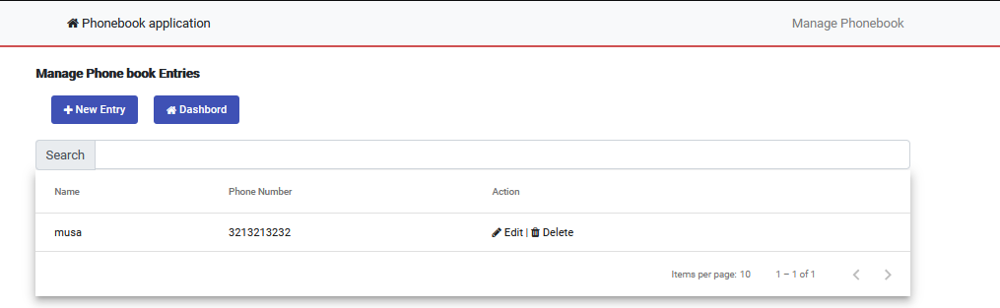 Phonebook application Manage Phonebook
Manage Phone book Entries
New Entry Dashbord
Search
Name Phone Number Action
musa 3213213232 Edit | Delete
Items per page: 10 1 – 1 of 1